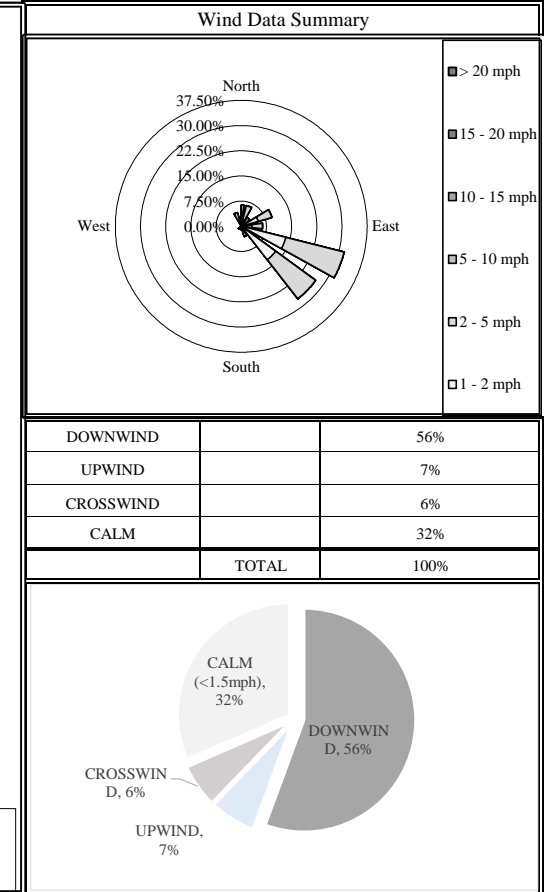 Wind Data Summary
North
37.50%
30.00%
22.50%
15.00%
7.50%
0.00%
West
East
South
> 20 mph
15 - 20 mph
10 - 15 mph
5 - 10 mph
2 - 5 mph
1 - 2 mph
DOWNWIND 56%
UPWIND 7%
CROSSWIND 6%
CALM 32%
TOTAL 100%
CALM
(<1.5mph),
32%
DOWNWIN
D, 56%
CROSSWIN
D, 6%
UPWIND,
7%